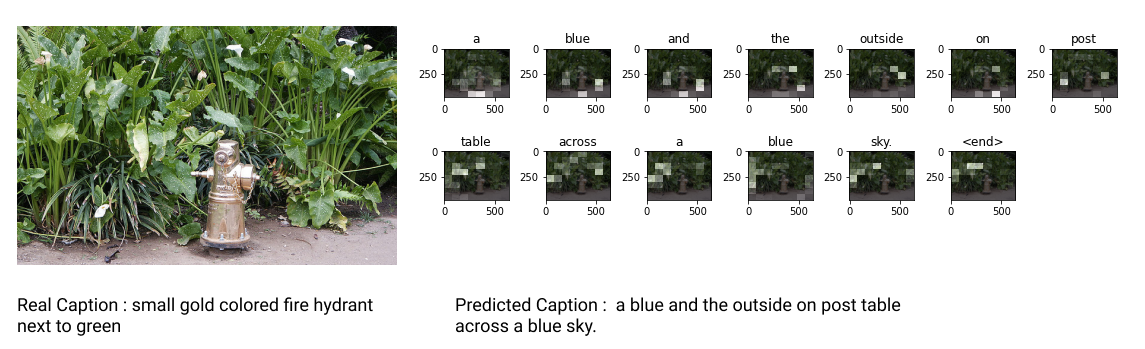 a blue and the outside on post
0 0 0 0 0 0 0
250 250 250 250 250 250 250
0 500 0 500 0 500 0 500 0 500 0 500 0 500
table across a blue sky. <end>
0 0 0 0 0 0
250 250 250 250 250 250
0 500 0 500 0 500 0 500 0 500 0 500
Real Caption : small gold colored fire hydrant
next to green
Predicted Caption : a blue and the outside on post table
across a blue sky.